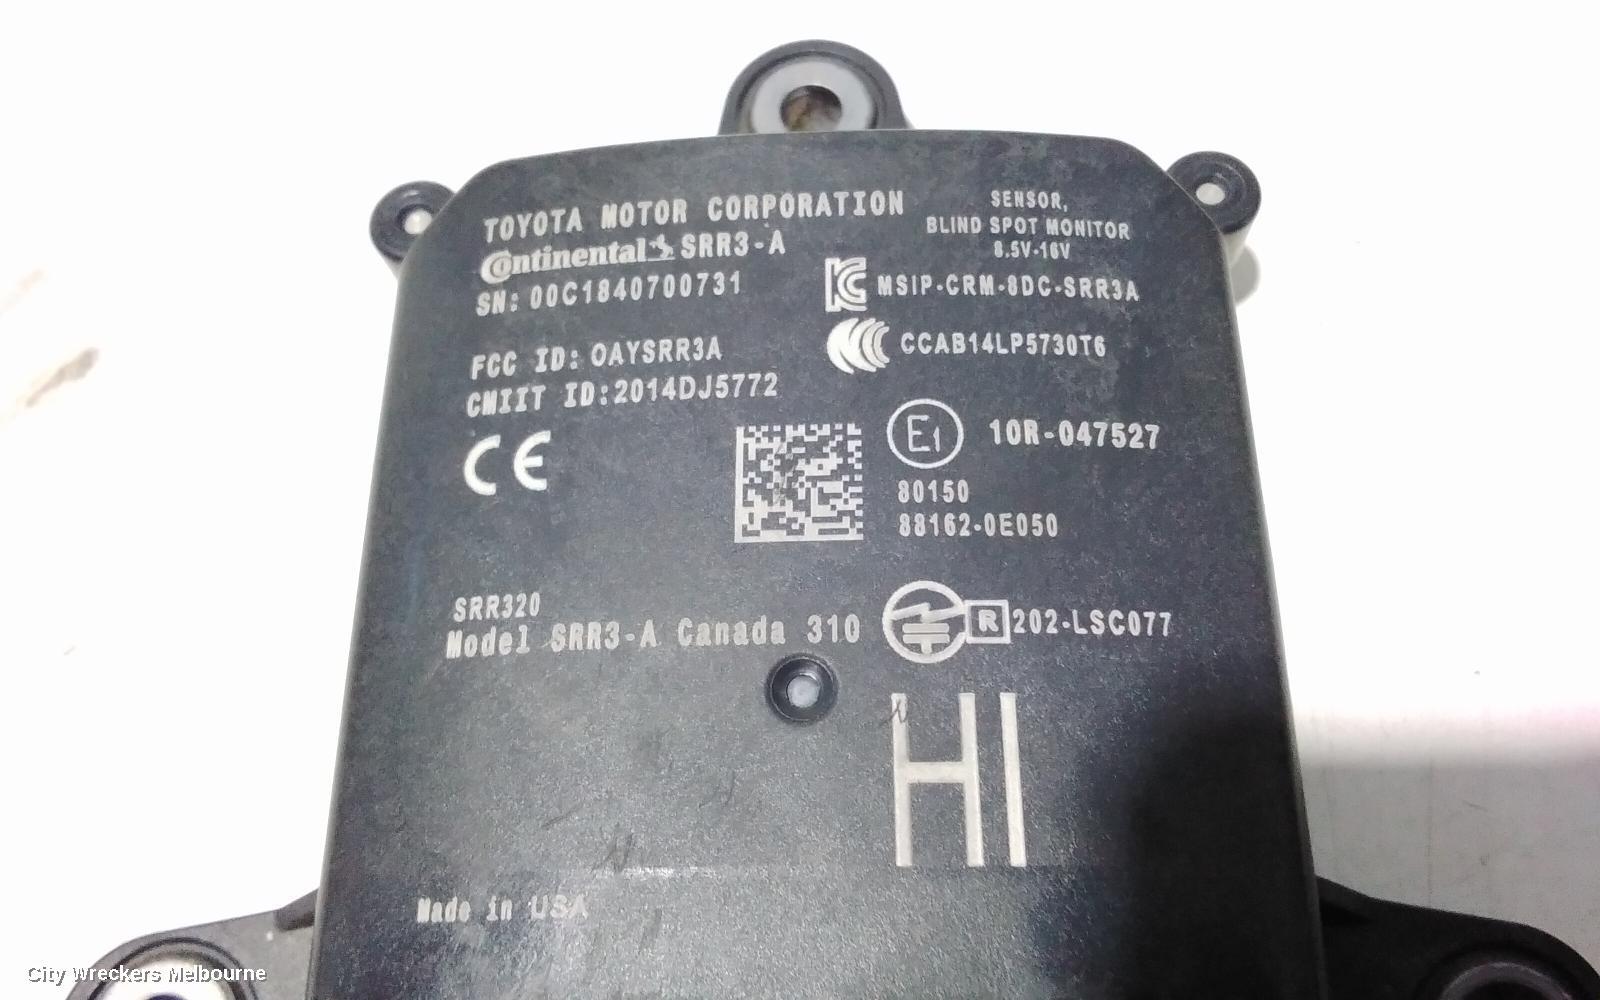 TOYOTA MOTOR CORPORATION
Continental SRR3-A
SN: 00C1840700731
SENSOR,
BLIND SPOT MONITOR
8.5V-16V
MSIP-CRM-8DC-SRR3A
CCAB14LP5730T6
FCC ID: OAYSRR3A
CMIIT ID:2014DJ5772
CE
E1 10R-047527
80150
88162-0E050
SRR320
Model SRR3-A Canada 310
R 202-LSC077
HI
Made in USA
City Wreckers Melbourne